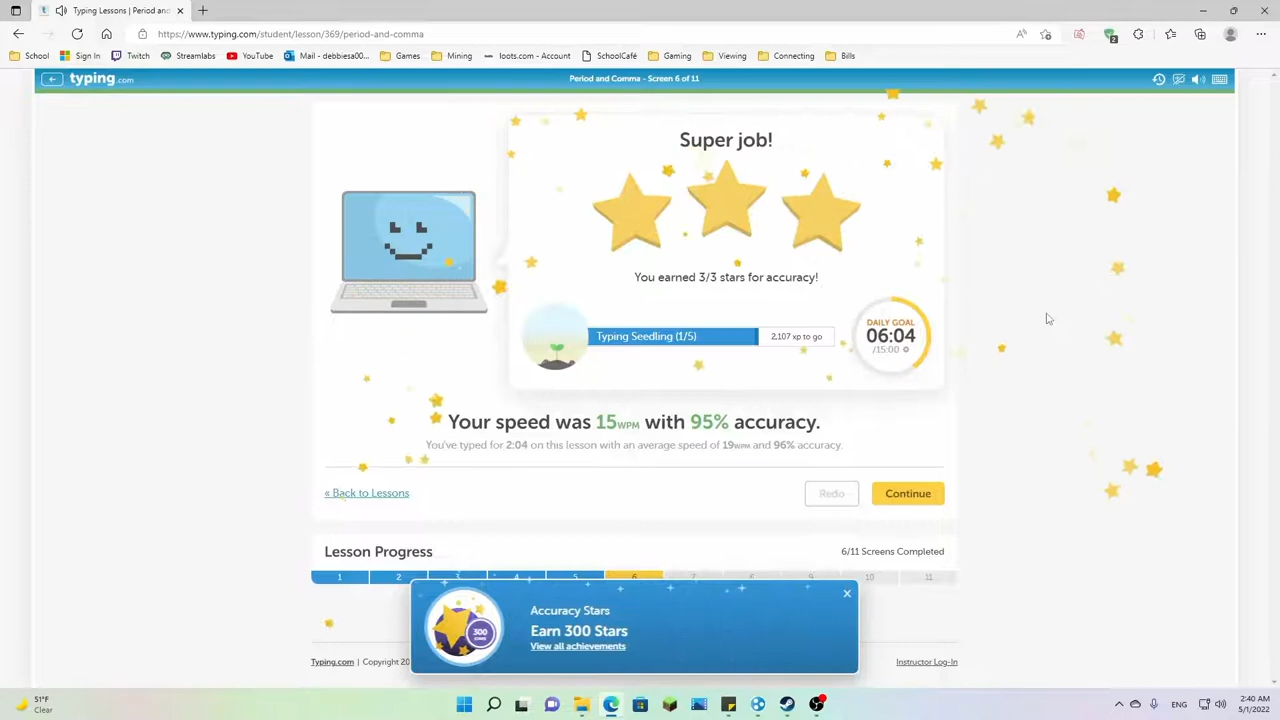 Typing Lessons | Period and
https://www.typing.com/student/lesson/369/period-and-comma
School
Sign In
Twitch
Streamlabs
YouTube
Mail - debbiesa00...
Games
Mining
loots.com - Account
SchoolCafé
Gaming
Viewing
Connecting
Bills
typing.com
Period and Comma - Screen 6 of 11
Super job!
You earned 3/3 stars for accuracy!
Typing Seedling (1/5)
2,107 xp to go
DAILY GOAL
06:04
/15:00
Your speed was 15WPM with 95% accuracy.
You've typed for 2:04 on this lesson with an average speed of 19WPM and 96% accuracy.
« Back to Lessons
Redo
Continue
Lesson Progress
6/11 Screens Completed
1 2 3 4 5 6 7 8 9 10 11
300
Accuracy Stars
Earn 300 Stars
View all achievements
Typing.com | Copyright 20
Instructor Log-In
51°F
Clear
ENG
2:40 AM
5/1/2022